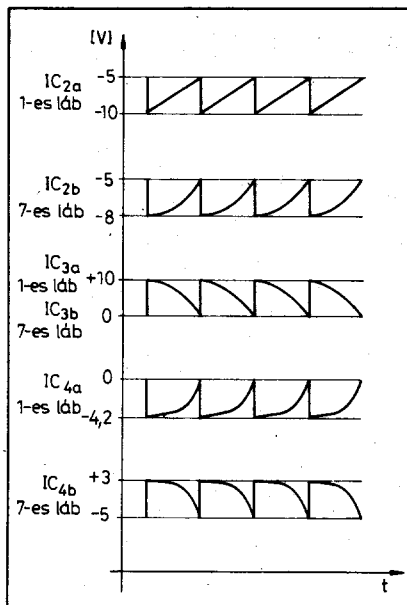 [V]
IC2a
1-es láb
-5
-10
IC2b
7-es láb
-5
-8
IC3a
1-es láb
IC3b
7-es láb
+10
0
IC4a
1-es láb
0
-4,2
IC4b
7-es láb
+3
-5
t